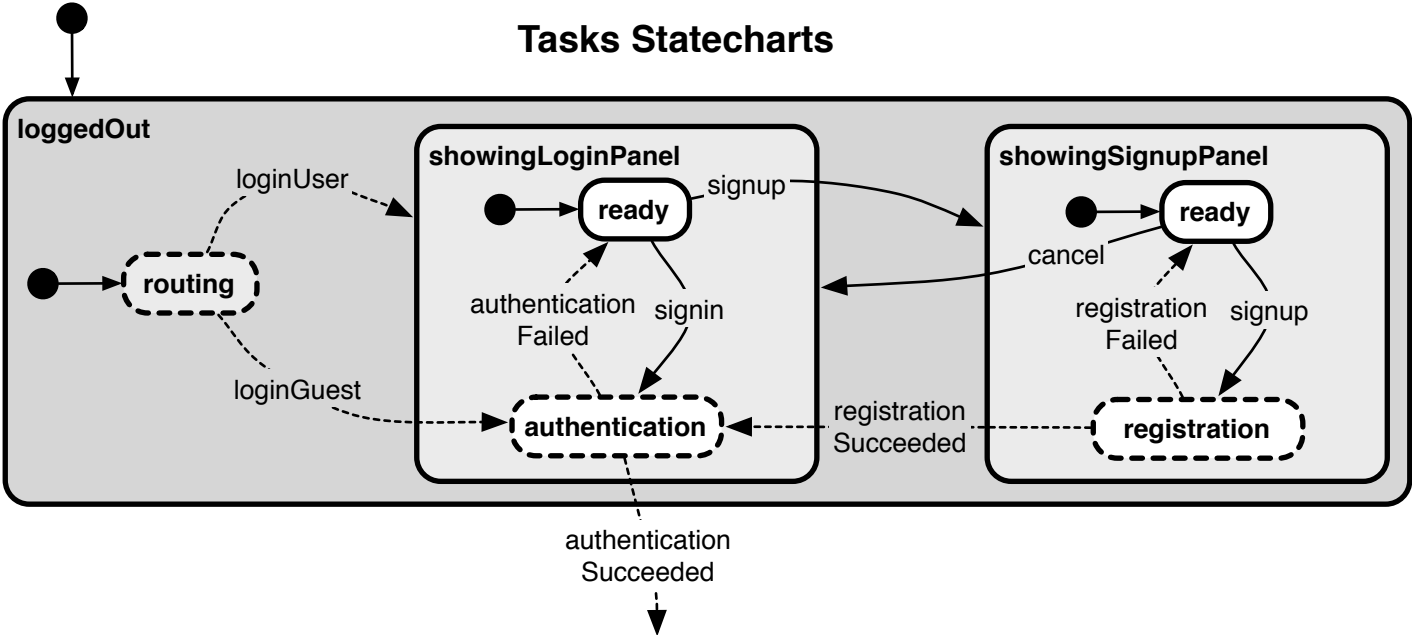 Tasks Statecharts
loggedOut
loginUser
routing
loginGuest
showingLoginPanel
ready
signup
authentication
Failed
signin
authentication
showingSignupPanel
ready
cancel
registration
Failed
signup
registration
Succeeded
registration
authentication
Succeeded